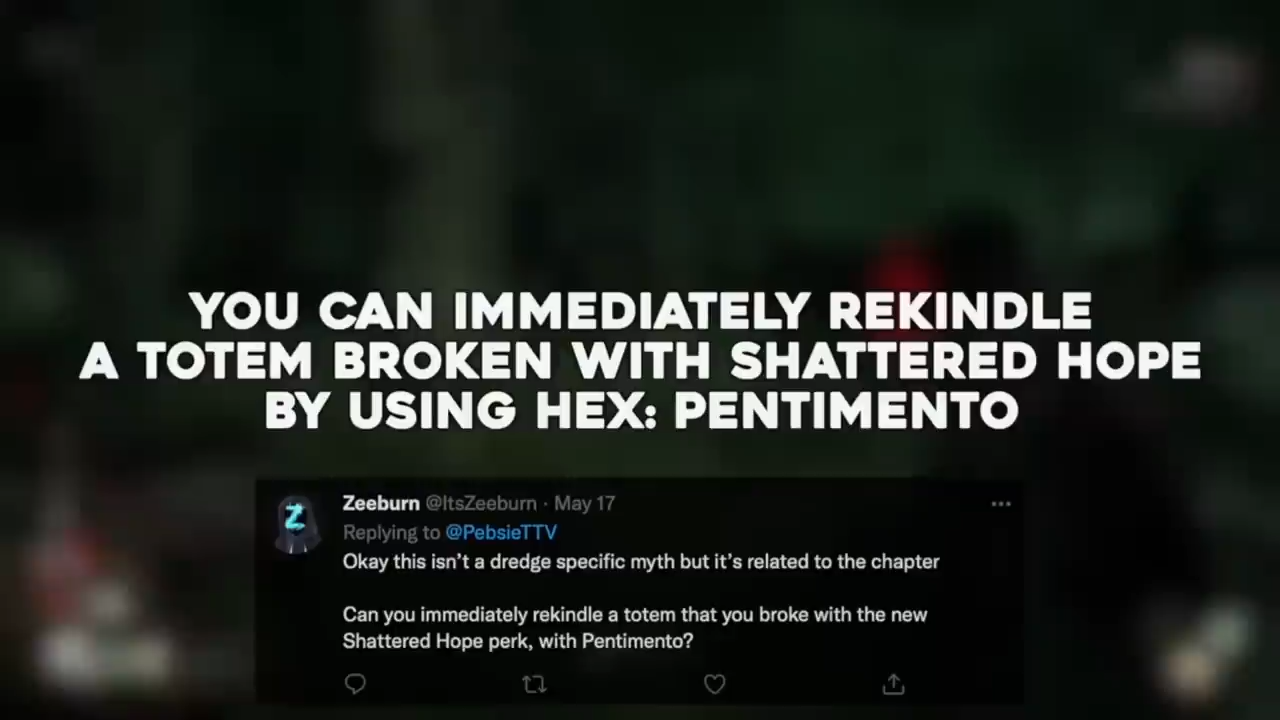 YOU CAN IMMEDIATELY REKINDLE
A TOTEM BROKEN WITH SHATTERED HOPE
BY USING HEX: PENTIMENTO
Zeeburn @ItsZeeburn · May 17
Replying to @PebsieTTV
Okay this isn't a dredge specific myth but it's related to the chapter
Can you immediately rekindle a totem that you broke with the new
Shattered Hope perk, with Pentimento?